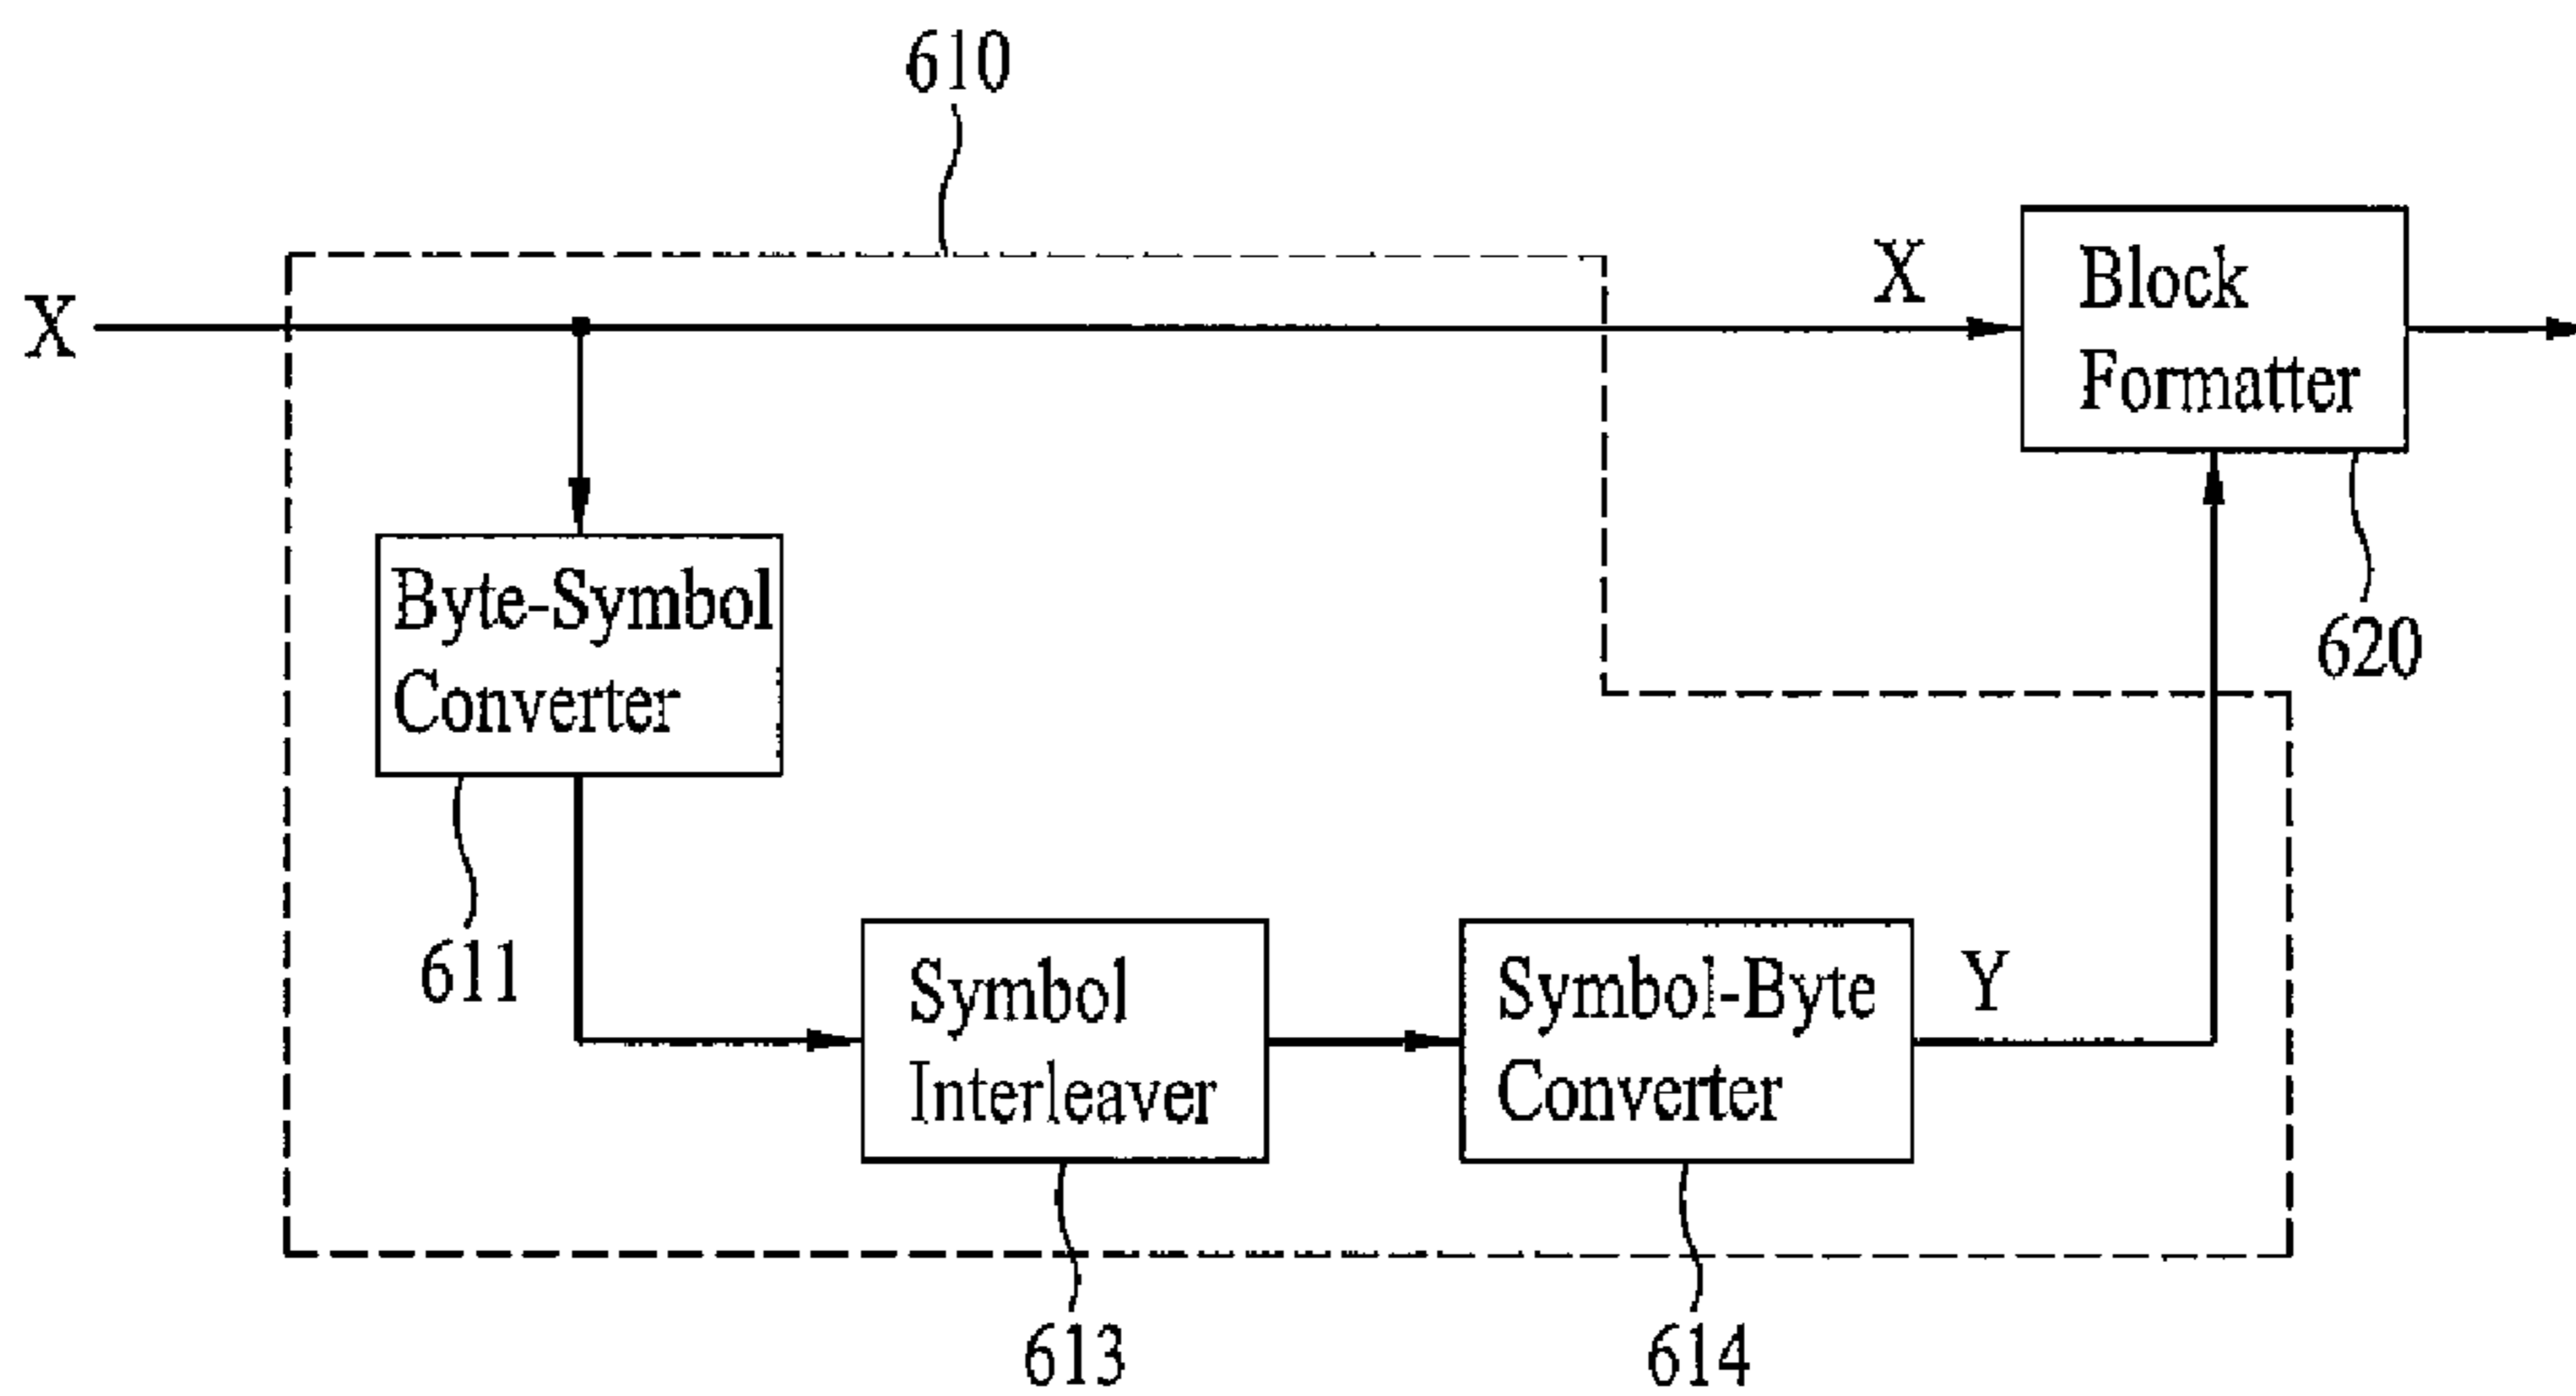 610
X
X
Block
Formatter
Byte-Symbol
Converter
620
611
Symbol
Interleaver
Symbol-Byte
Converter
Y
613
614